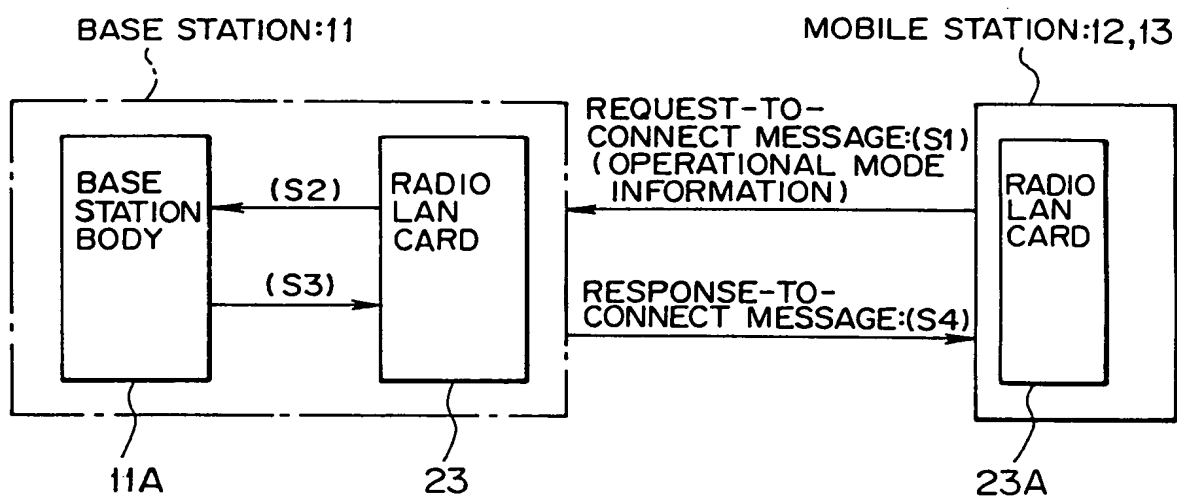 BASE STATION:11
MOBILE STATION:12,13
REQUEST-TO-
CONNECT MESSAGE:(S1)
(OPERATIONAL MODE
INFORMATION)
BASE
STATION
BODY
(S2)
RADIO
LAN
CARD
RADIO
LAN
CARD
(S3)
RESPONSE-TO-
CONNECT MESSAGE:(S4)
11A
23
23A